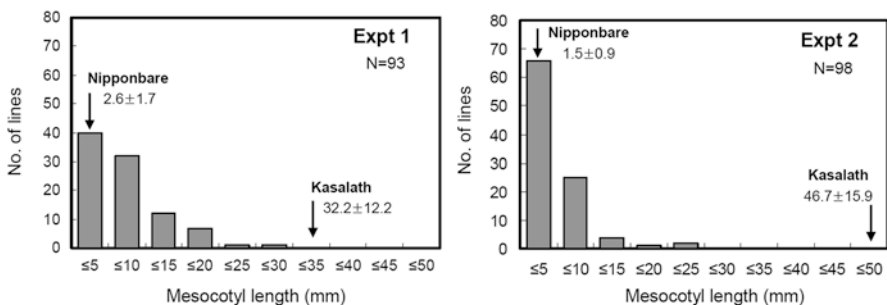 80
70
60
50
40
30
20
10
0
No. of lines
Expt 1
N=93
Nipponbare
2.6±1.7
Kasalath
32.2±12.2
≤5 ≤10 ≤15 ≤20 ≤25 ≤30 ≤35 ≤40 ≤45 ≤50
Mesocotyl length (mm)
80
70
60
50
40
30
20
10
0
No. of lines
Nipponbare
1.5±0.9
Expt 2
N=98
Kasalath
46.7±15.9
≤5 ≤10 ≤15 ≤20 ≤25 ≤30 ≤35 ≤40 ≤45 ≤50
Mesocotyl length (mm)